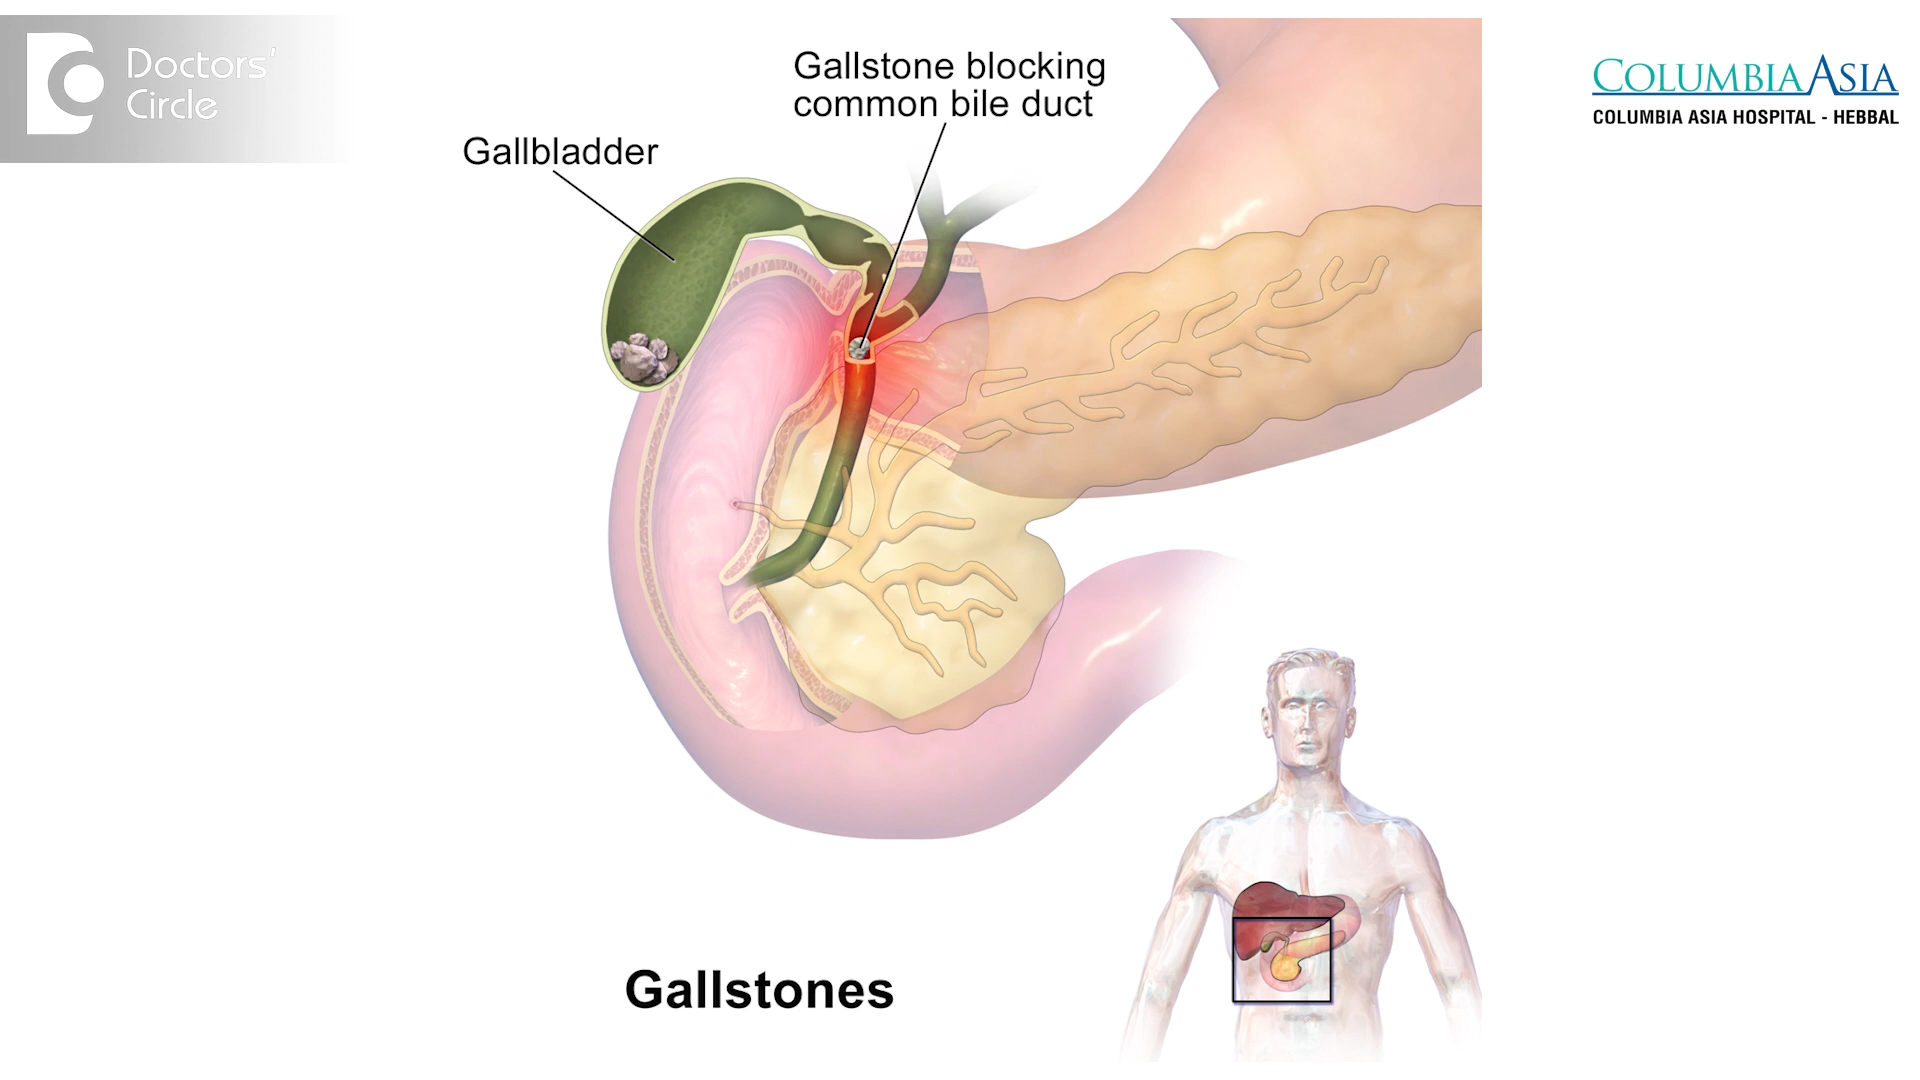 Doctors'
Circle
Gallstone blocking
common bile duct
Gallbladder
COLUMBIA ASIA
COLUMBIA ASIA HOSPITAL - HEBBAL
Gallstones